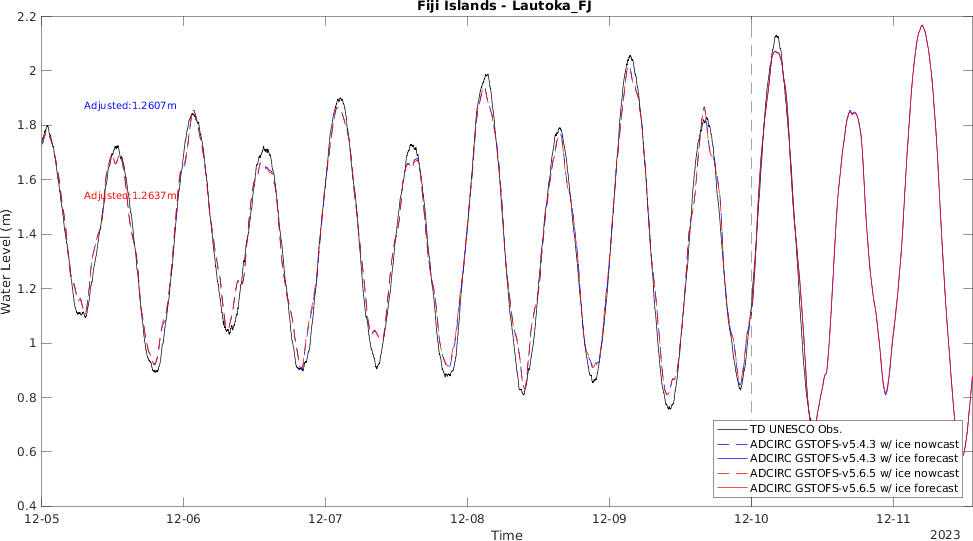 Fiji Islands - Lautoka_FJ
2.2
2
1.8
1.6
1.4
1.2
1
0.8
0.6
0.4
Water Level (m)
Adjusted:1.2607m
Adjusted:1.2637m
TD UNESCO Obs.
ADCIRC GSTOFS-v5.4.3 w/ ice nowcast
ADCIRC GSTOFS-v5.4.3 w/ ice forecast
ADCIRC GSTOFS-v5.6.5 w/ ice nowcast
ADCIRC GSTOFS-v5.6.5 w/ ice forecast
12-05 12-06 12-07 12-08 12-09 12-10 12-11
Time
2023